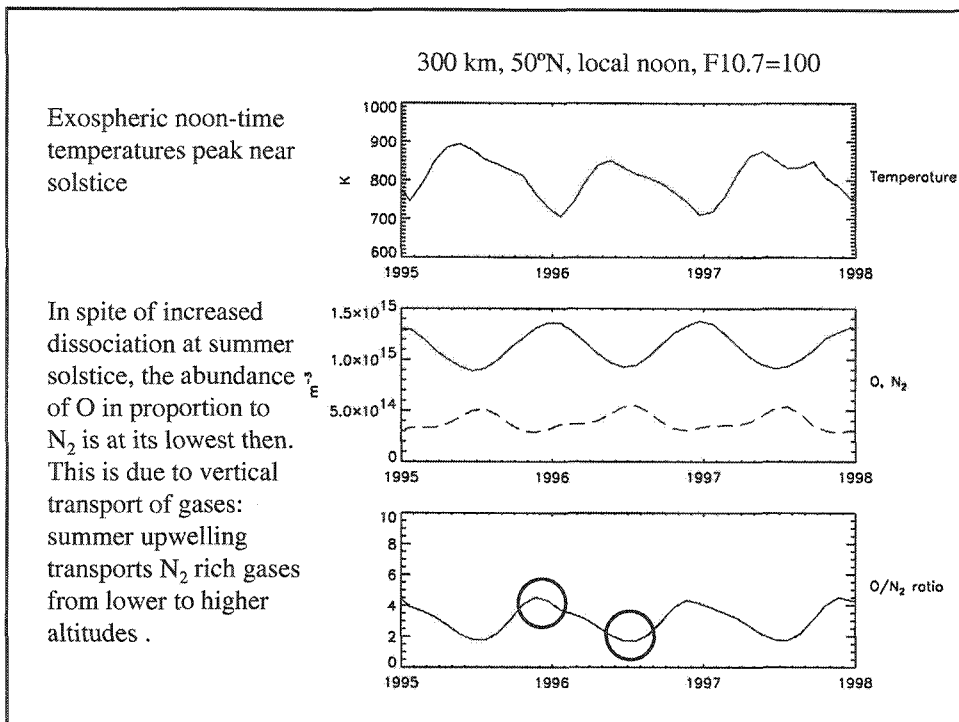 300 km, 50ºN, local noon, F10.7=100
Exospheric noon-time
temperatures peak near
solstice
1000
900
800
700
600
K
Temperature
1995
1996
1997
1998
In spite of increased
dissociation at summer
solstice, the abundance
of O in proportion to
N₂ is at its lowest then.
This is due to vertical
transport of gases:
summer upwelling
transports N₂ rich gases
from lower to higher
altitudes .
1.5×10¹⁵
1.0×10¹⁵
5.0×10¹⁴
0
m⁻³
O, N₂
1995
1996
1997
1998
10
8
6
4
2
0
O/N₂ ratio
1995
1996
1997
1998